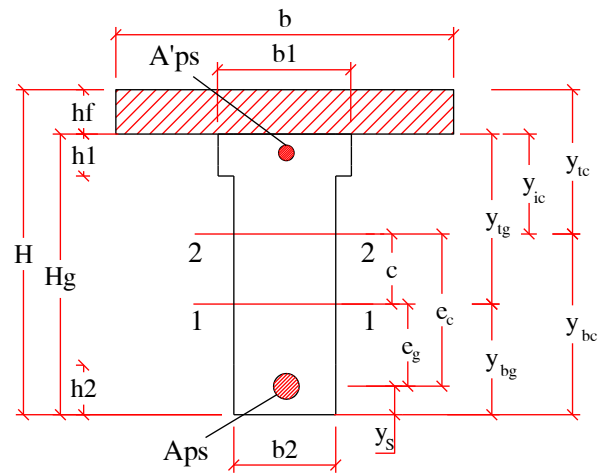 b
A'ps
b1
hf
h1
H
Hg
h2
2
2
c
1
1
e_g
e_c
y_tg
y_ic
y_tc
y_bg
y_bc
y_S
Aps
b2